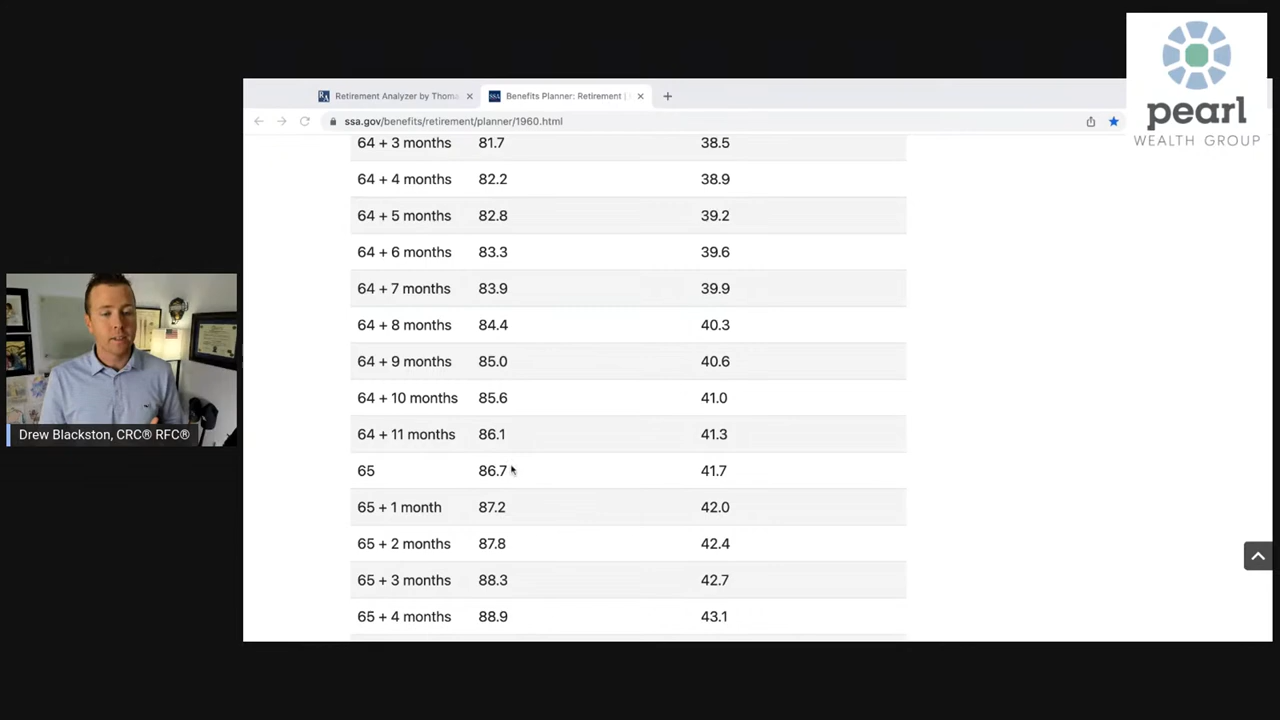 pearl
WEALTH GROUP
Retirement Analyzer by Thoma
SSA Benefits Planner: Retirement |
ssa.gov/benefits/retirement/planner/1960.html
64 + 3 months 81.7 38.5
64 + 4 months 82.2 38.9
64 + 5 months 82.8 39.2
64 + 6 months 83.3 39.6
64 + 7 months 83.9 39.9
64 + 8 months 84.4 40.3
64 + 9 months 85.0 40.6
64 + 10 months 85.6 41.0
64 + 11 months 86.1 41.3
65 86.7 41.7
65 + 1 month 87.2 42.0
65 + 2 months 87.8 42.4
65 + 3 months 88.3 42.7
65 + 4 months 88.9 43.1
Drew Blackston, CRC® RFC®